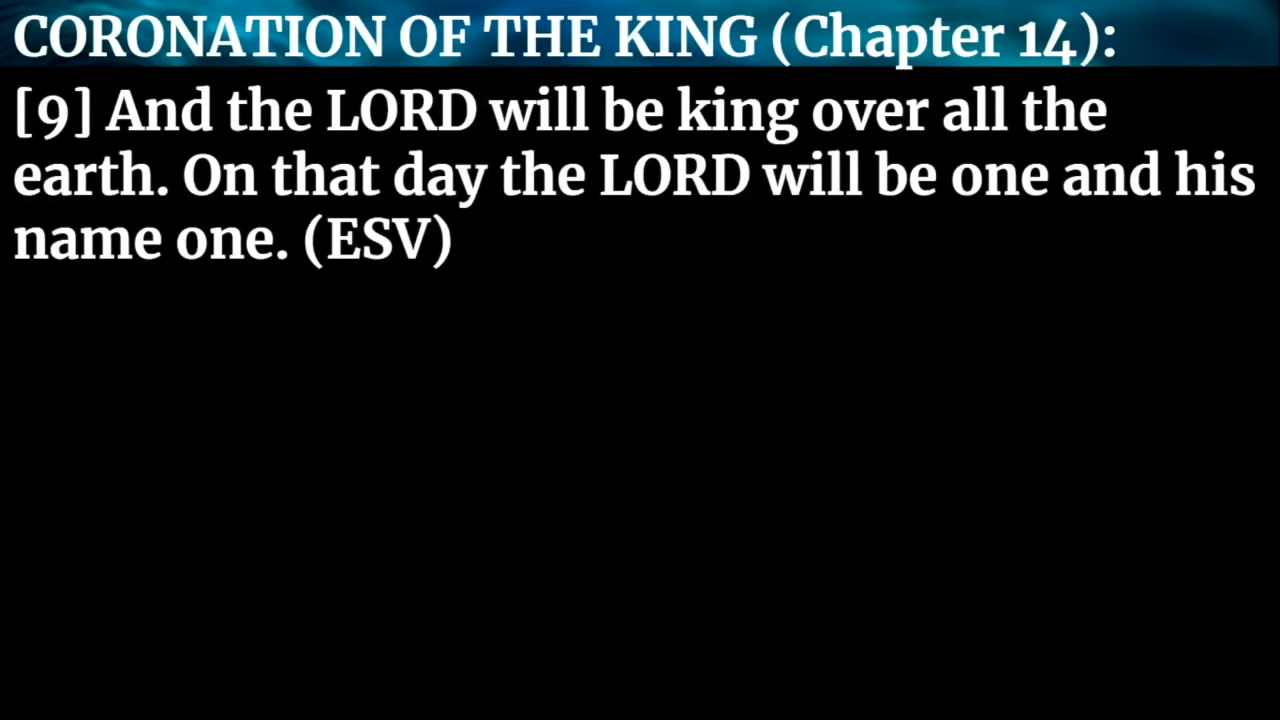 CORONATION OF THE KING (Chapter 14):
[9] And the LORD will be king over all the
earth. On that day the LORD will be one and his
name one. (ESV)